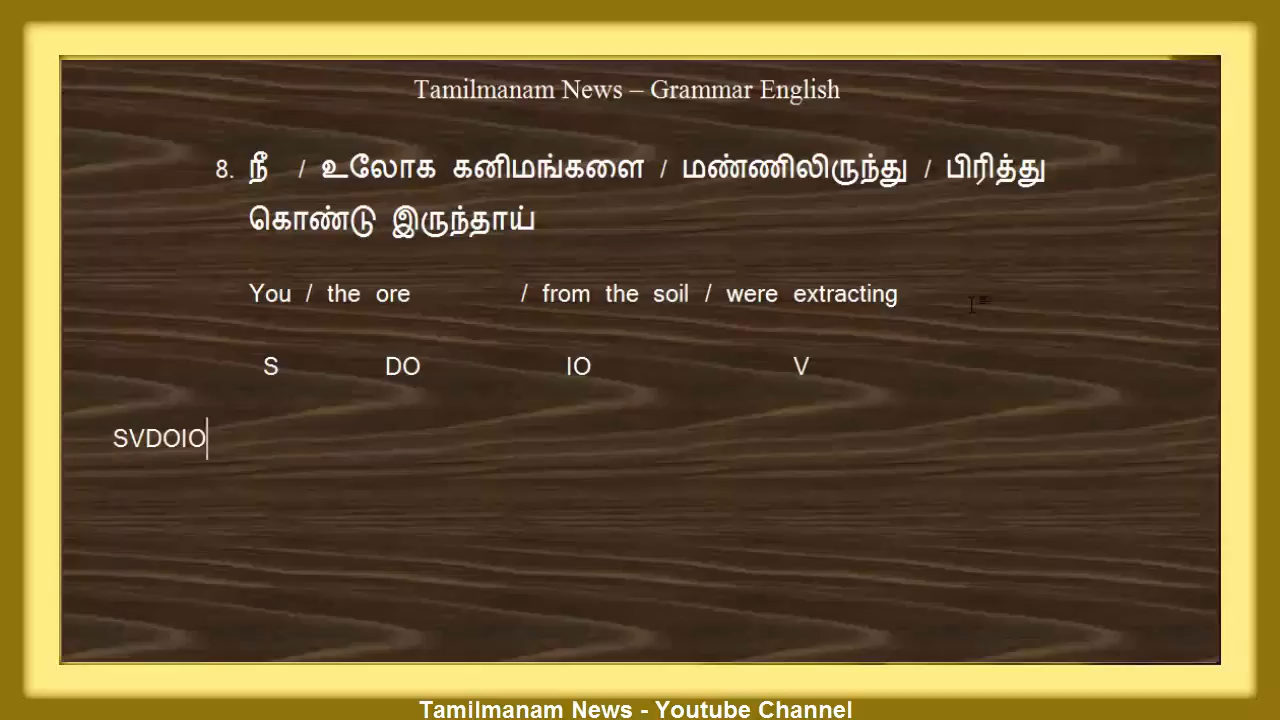 Tamilmanam News – Grammar English
8. நீ / உலோக கனிமங்களை / மண்ணிலிருந்து / பிரித்து
கொண்டு இருந்தாய்
You / the ore / from the soil / were extracting
S DO IO V
SVDOIO
Tamilmanam News - Youtube Channel